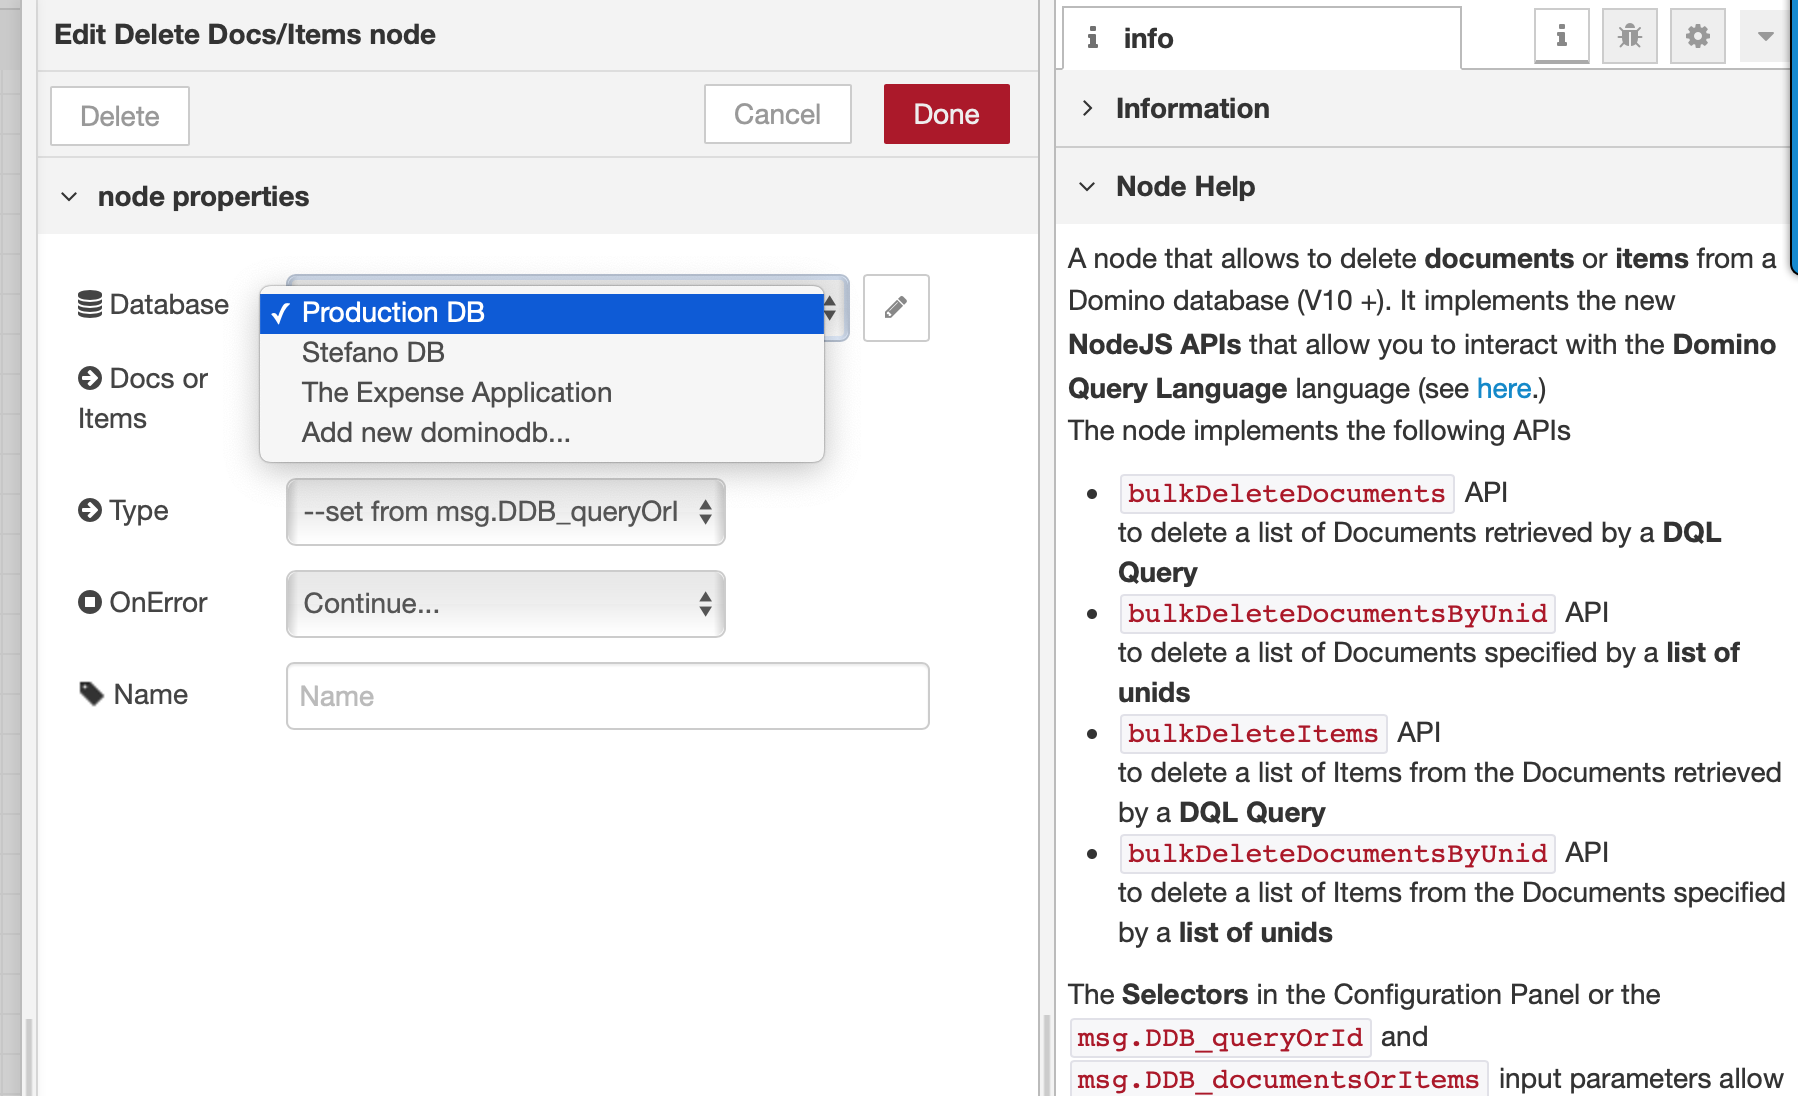 Edit Delete Docs/Items node
Delete
Cancel
Done
node properties
Database
✓ Production DB
Stefano DB
The Expense Application
Add new dominodb...
Docs or
Items
Type
--set from msg.DDB_queryOrI
OnError
Continue...
Name
Name
info
Information
Node Help
A node that allows to delete documents or items from a
Domino database (V10 +). It implements the new
NodeJS APIs that allow you to interact with the Domino
Query Language language (see here.)
The node implements the following APIs
• bulkDeleteDocuments API
to delete a list of Documents retrieved by a DQL
Query
• bulkDeleteDocumentsByUnid API
to delete a list of Documents specified by a list of
unids
• bulkDeleteItems API
to delete a list of Items from the Documents retrieved
by a DQL Query
• bulkDeleteDocumentsByUnid API
to delete a list of Items from the Documents specified
by a list of unids
The Selectors in the Configuration Panel or the
msg.DDB_queryOrId and
msg.DDB_documentsOrItems input parameters allow